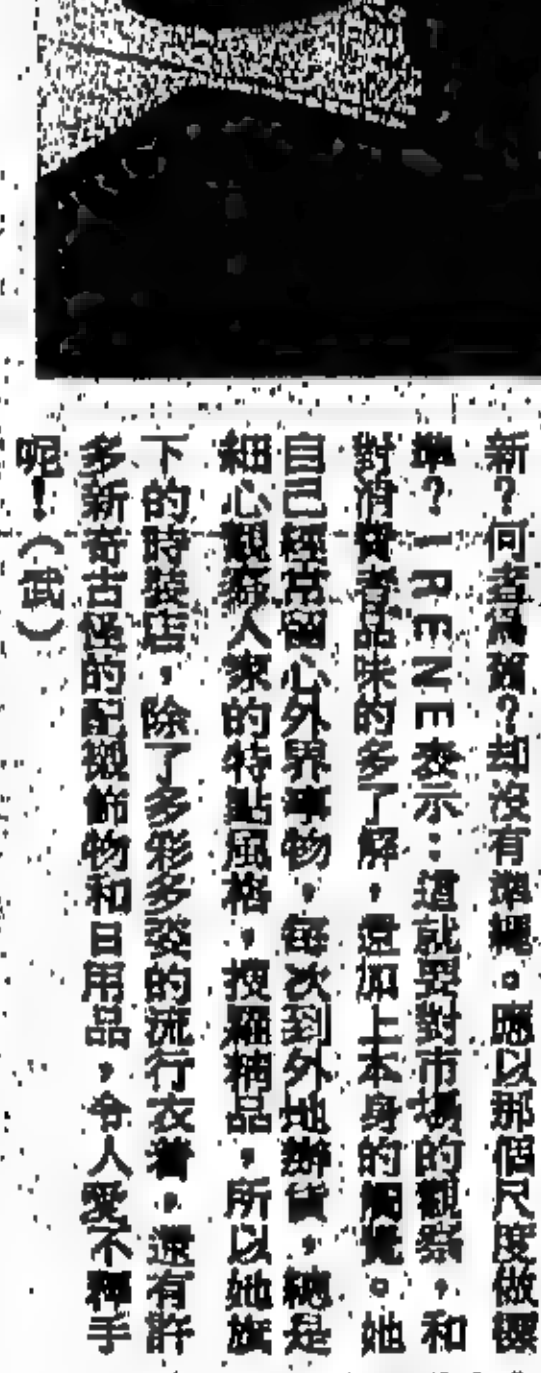 新?何者為舊?却沒有準繩。應以那個尺度做標
準?IRENE表示:這就要對市場的觀察,和
對消費者品味的多了解,並加上本身的閱覽。她
自己經常留心外界事物,每次到外地辦貨,總是
細心觀察人家的特點風格,搜羅精品,所以她旗
下的時裝店,除了多彩多姿的流行衣着,還有許
多新奇古怪的配襯飾物和日用品,令人愛不釋手
呢!(武)